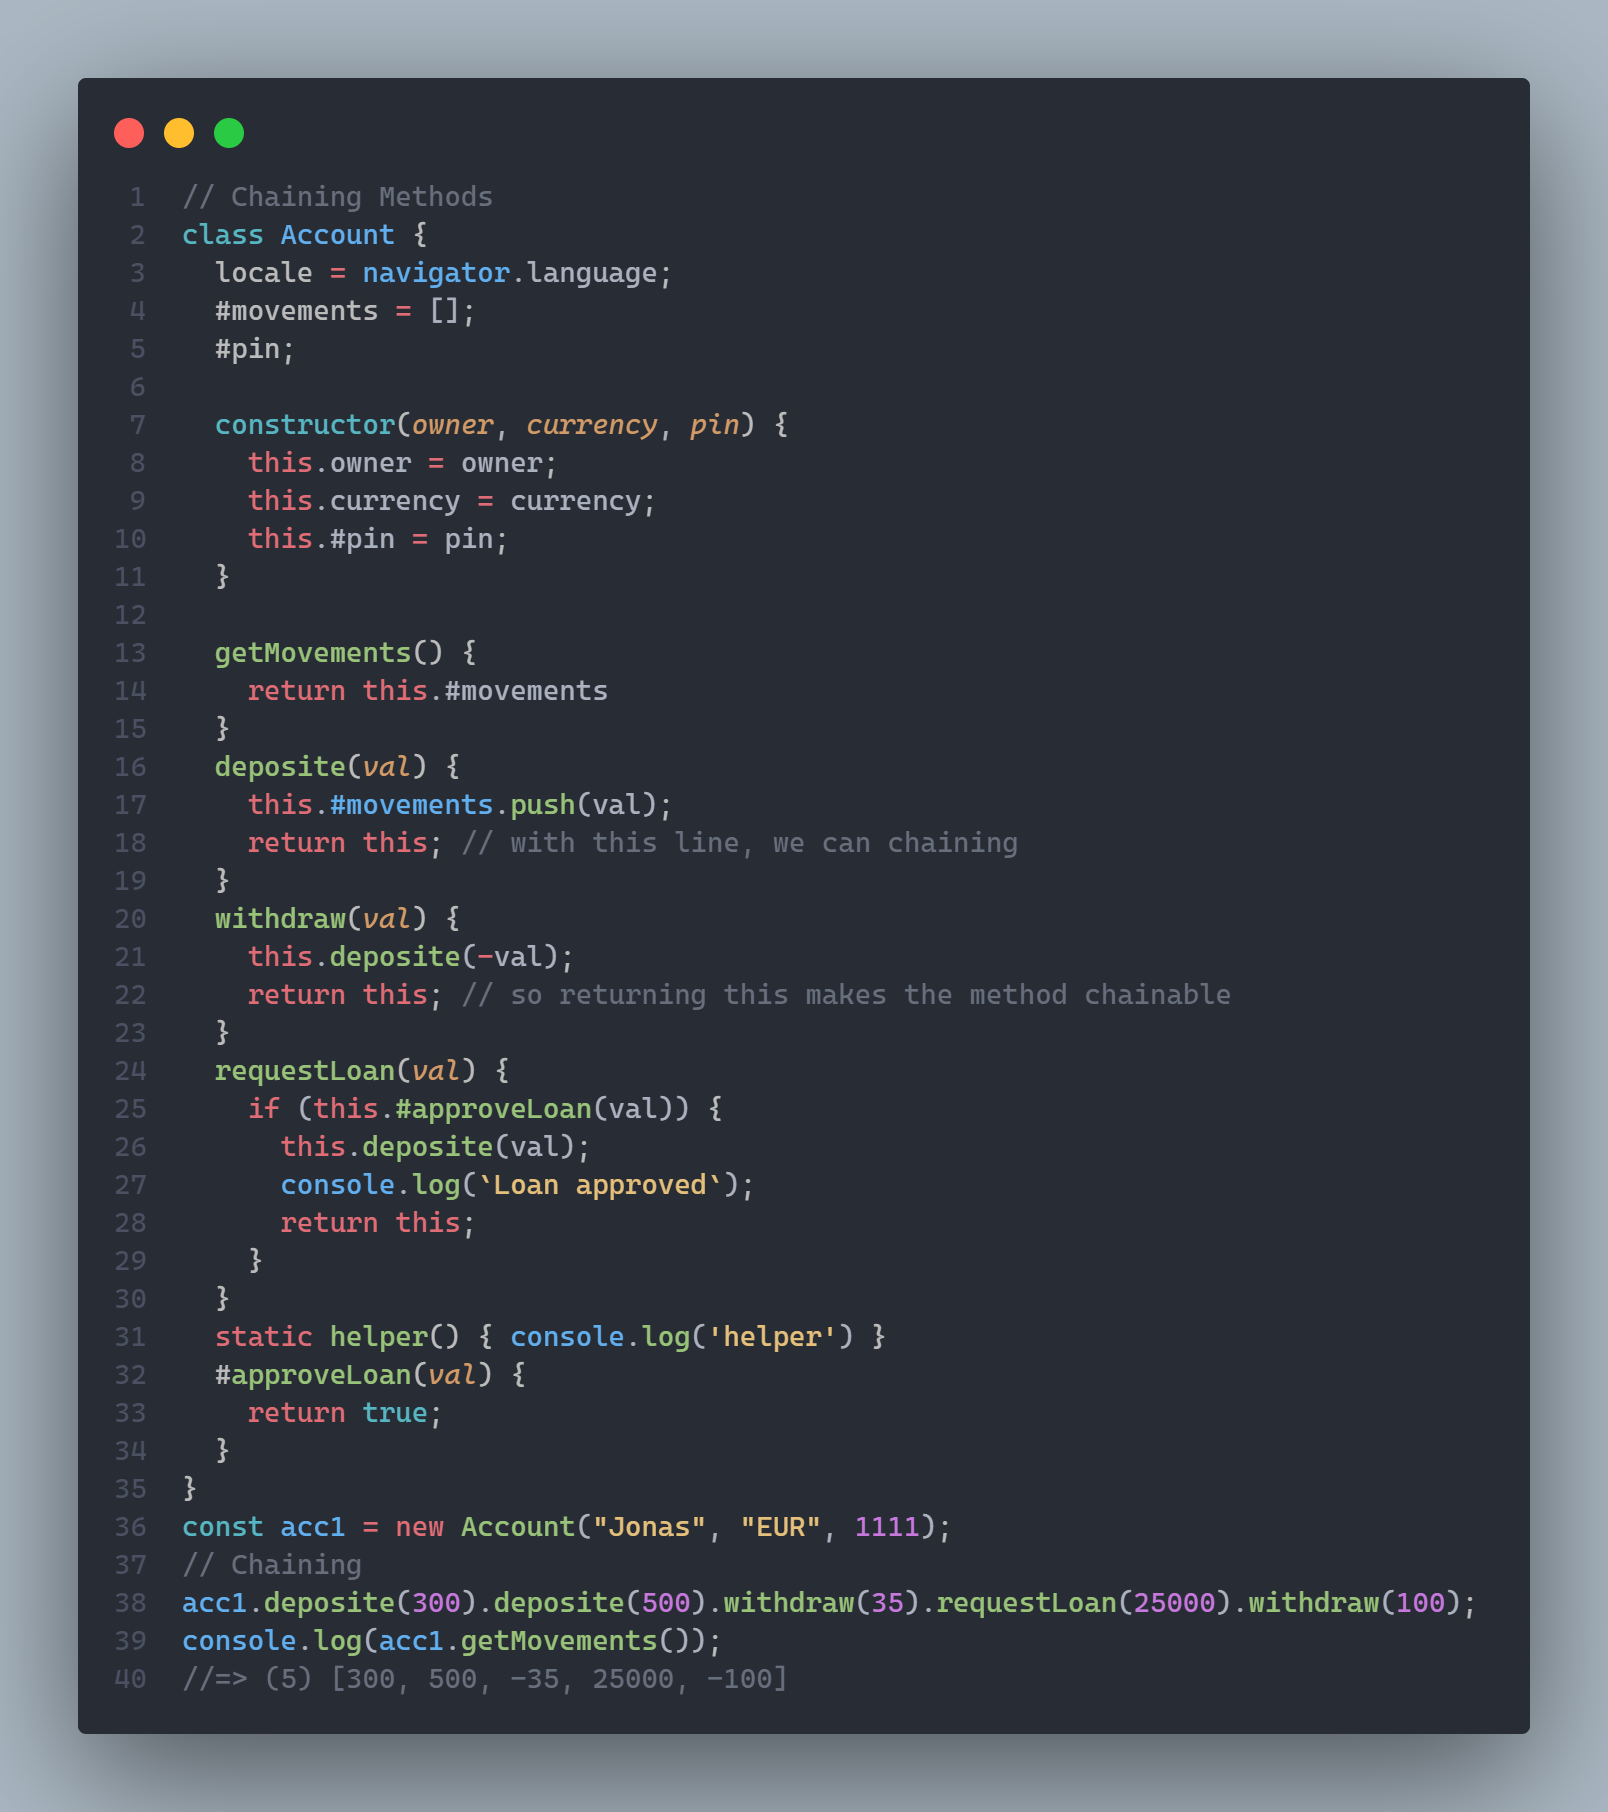 1 // Chaining Methods
2 class Account {
3   locale = navigator.language;
4   #movements = [];
5   #pin;
6
7   constructor(owner, currency, pin) {
8     this.owner = owner;
9     this.currency = currency;
10     this.#pin = pin;
11   }
12
13   getMovements() {
14     return this.#movements
15   }
16   deposite(val) {
17     this.#movements.push(val);
18     return this; // with this line, we can chaining
19   }
20   withdraw(val) {
21     this.deposite(-val);
22     return this; // so returning this makes the method chainable
23   }
24   requestLoan(val) {
25     if (this.#approveLoan(val)) {
26       this.deposite(val);
27       console.log(`Loan approved`);
28       return this;
29     }
30   }
31   static helper() { console.log('helper') }
32   #approveLoan(val) {
33     return true;
34   }
35 }
36 const acc1 = new Account("Jonas", "EUR", 1111);
37 // Chaining
38 acc1.deposite(300).deposite(500).withdraw(35).requestLoan(25000).withdraw(100);
39 console.log(acc1.getMovements());
40 //=> (5) [300, 500, -35, 25000, -100]